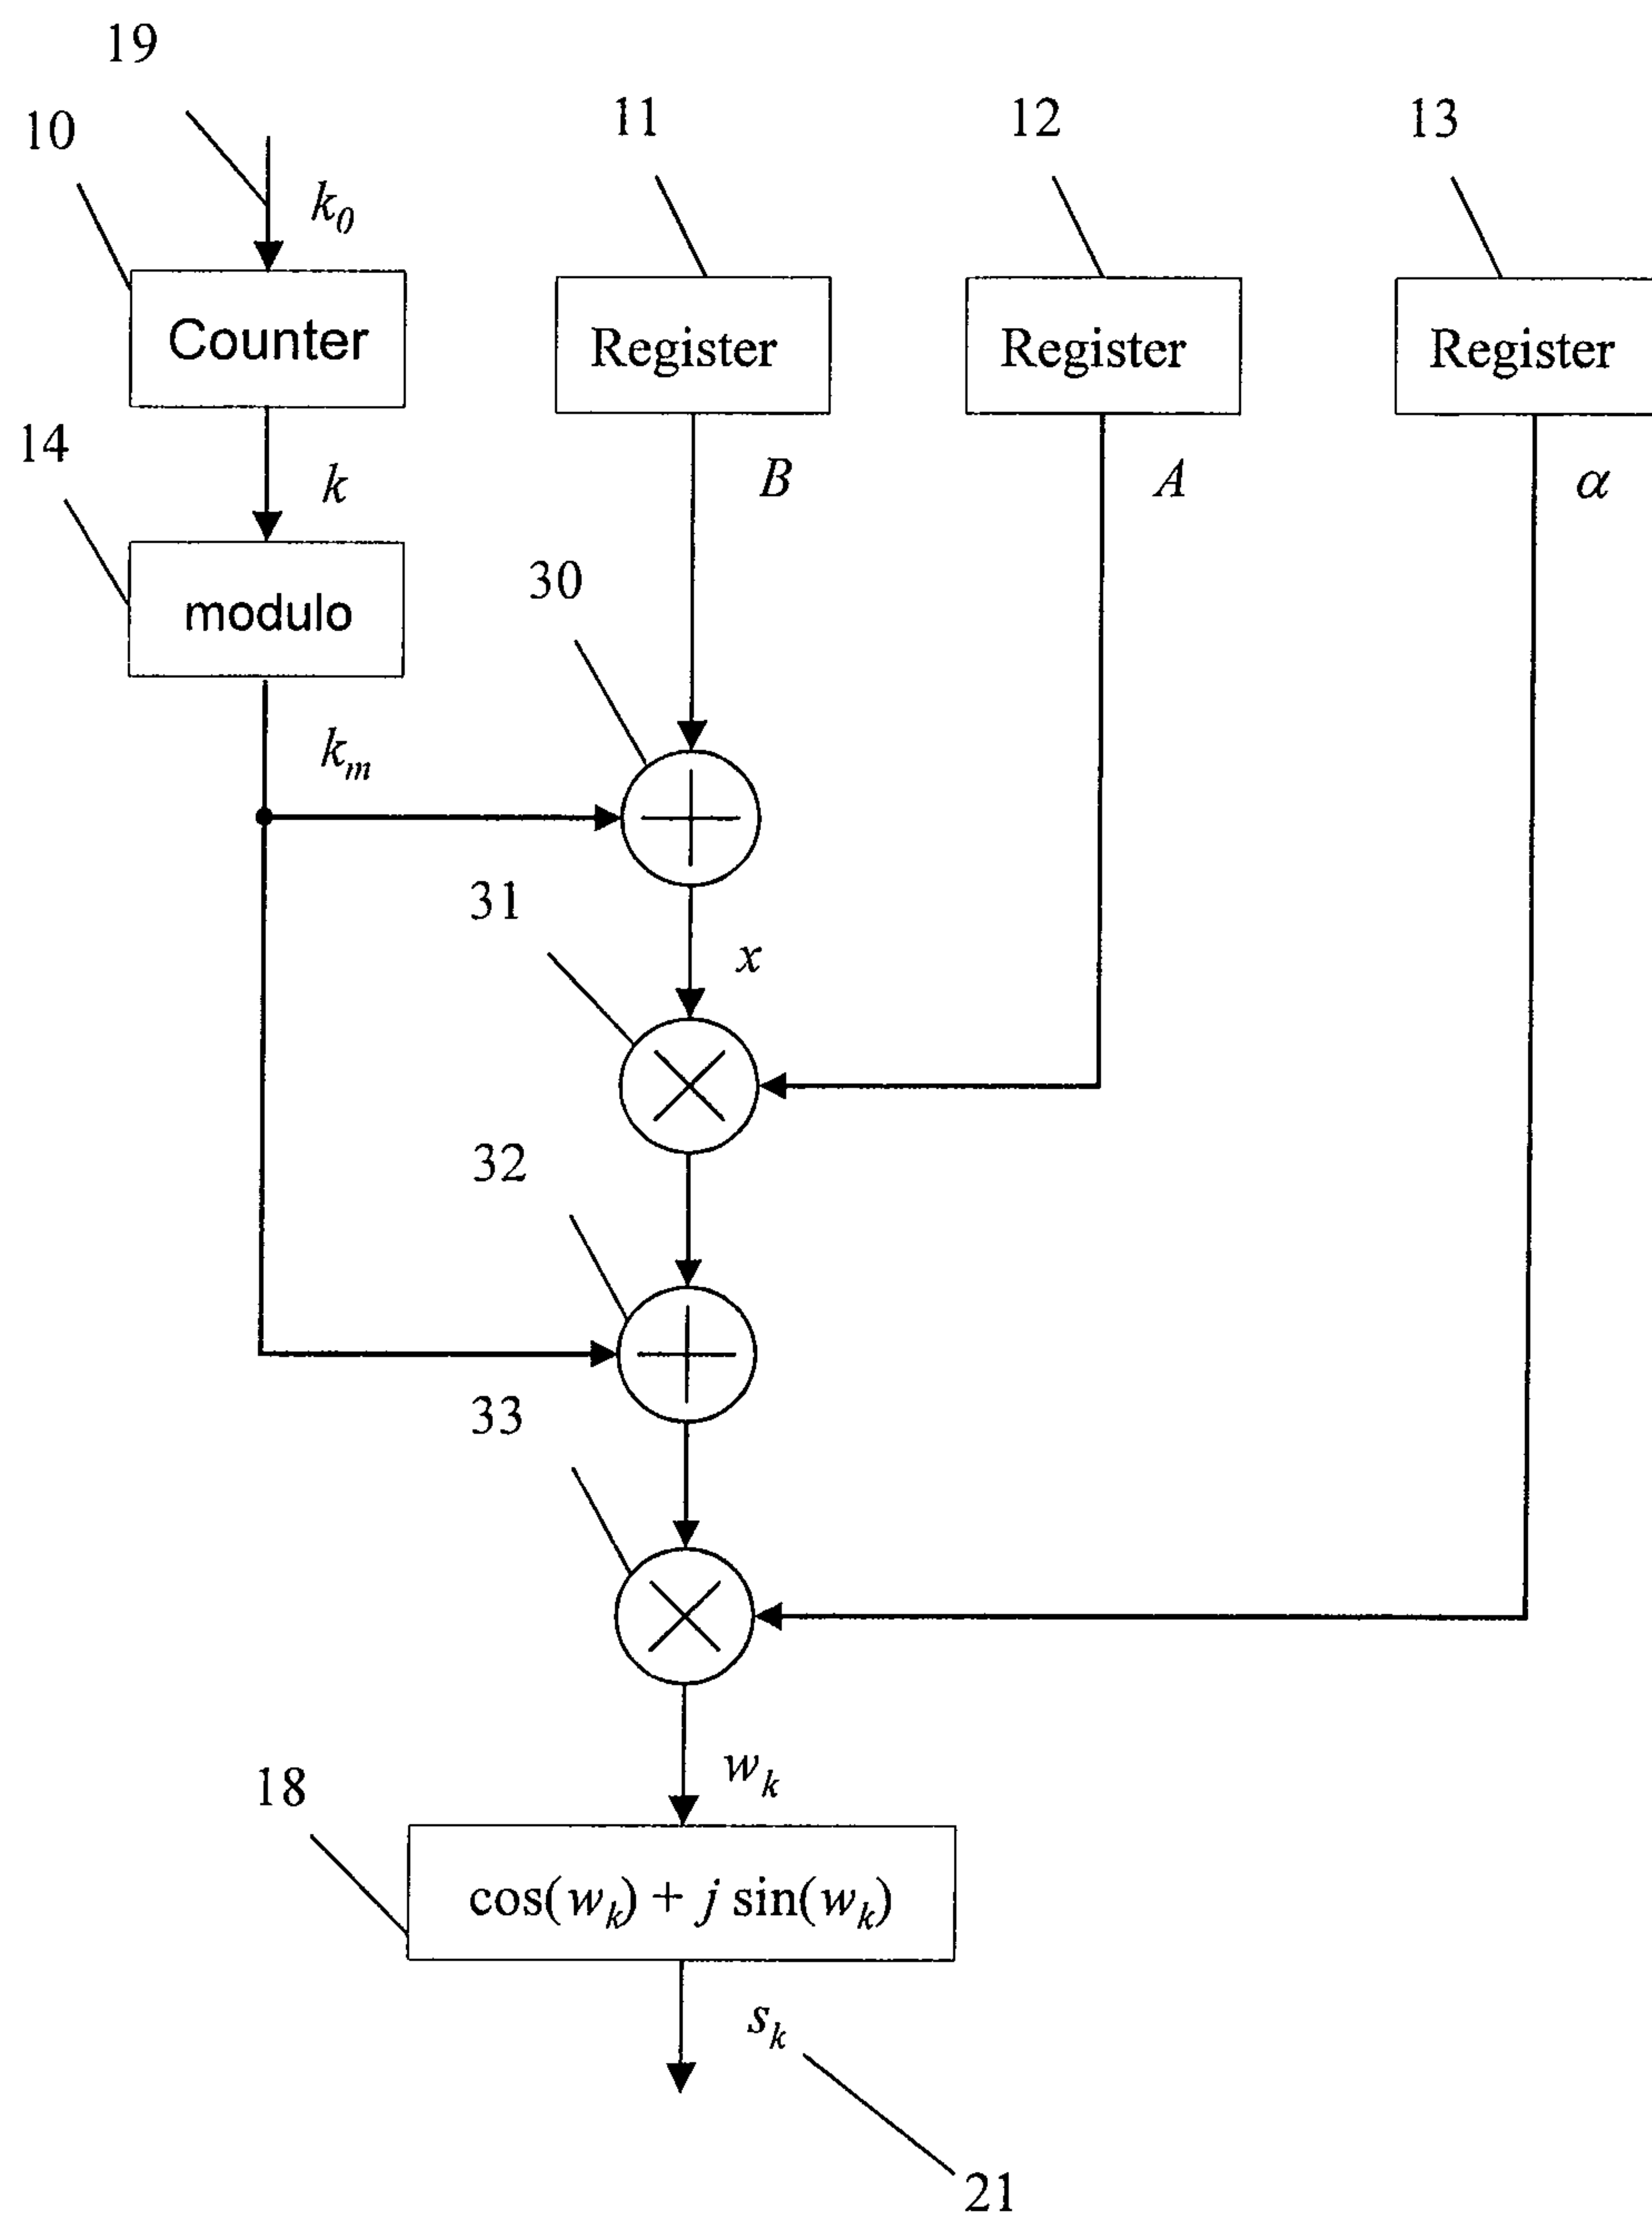 19
10
11
12
13
k₀
Counter
Register
Register
Register
14
k
B
A
α
modulo
30
kₘ
31
x
32
33
wₖ
18
cos(wₖ) + j sin(wₖ)
sₖ
21